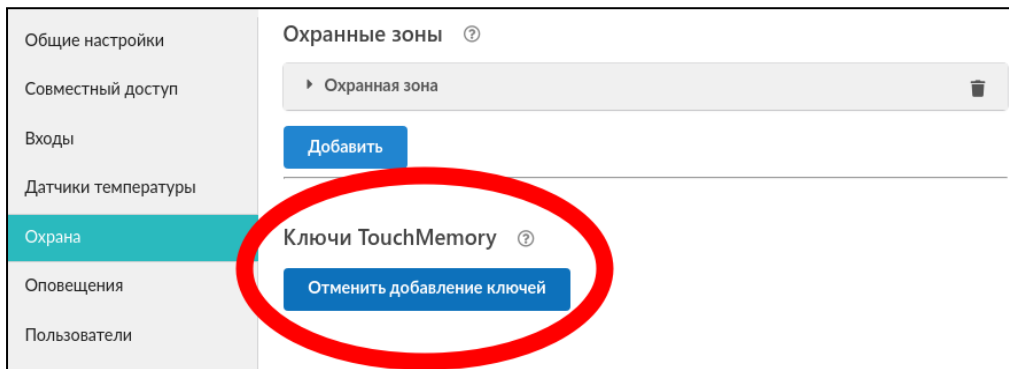 Общие настройки
Совместный доступ
Входы
Датчики температуры
Охрана
Оповещения
Пользователи
Охранные зоны
Охранная зона
Добавить
Ключи TouchMemory
Отменить добавление ключей